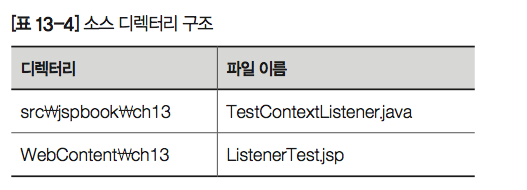 [표 13-4] 소스 디렉터리 구조
디렉터리 파일 이름
src₩jspbook₩ch13 TestContextListener.java
WebContent₩ch13 ListenerTest.jsp